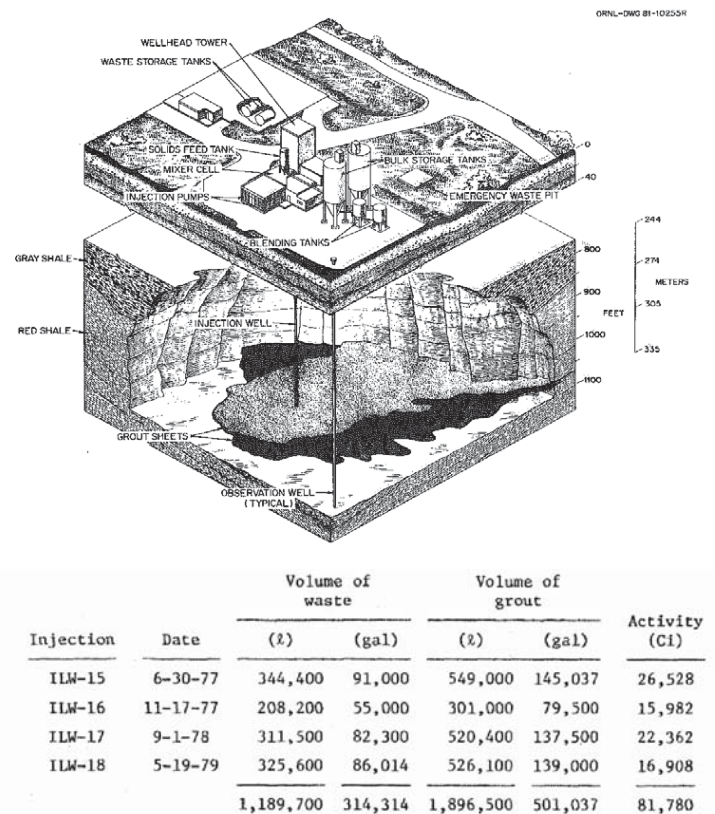 ORNL-DWG 81-10255R
WELLHEAD TOWER
WASTE STORAGE TANKS
SOLIDS FEED TANK
MIXER CELL
INJECTION PUMPS
BULK STORAGE TANKS
EMERGENCY WASTE PIT
BLENDING TANKS
0
40
GRAY SHALE
RED SHALE
INJECTION WELL
GROUT SHEETS
OBSERVATION WELL
(TYPICAL)
800
900
FEET
1000
1100
244
274
METERS
305
335
Volume of waste Volume of grout
Injection Date (ℓ) (gal) (ℓ) (gal) Activity (Ci)
ILW-15 6-30-77 344,400 91,000 549,000 145,037 26,528
ILW-16 11-17-77 208,200 55,000 301,000 79,500 15,982
ILW-17 9-1-78 311,500 82,300 520,400 137,500 22,362
ILW-18 5-19-79 325,600 86,014 526,100 139,000 16,908
1,189,700 314,314 1,896,500 501,037 81,780